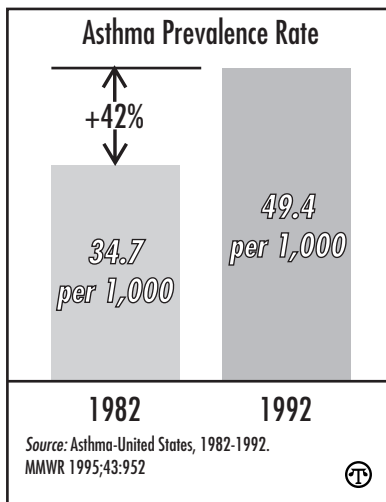 Asthma Prevalence Rate
+42%
34.7
per 1,000
49.4
per 1,000
1982
1992
Source: Asthma-United States, 1982-1992.
MMWR 1995;43:952